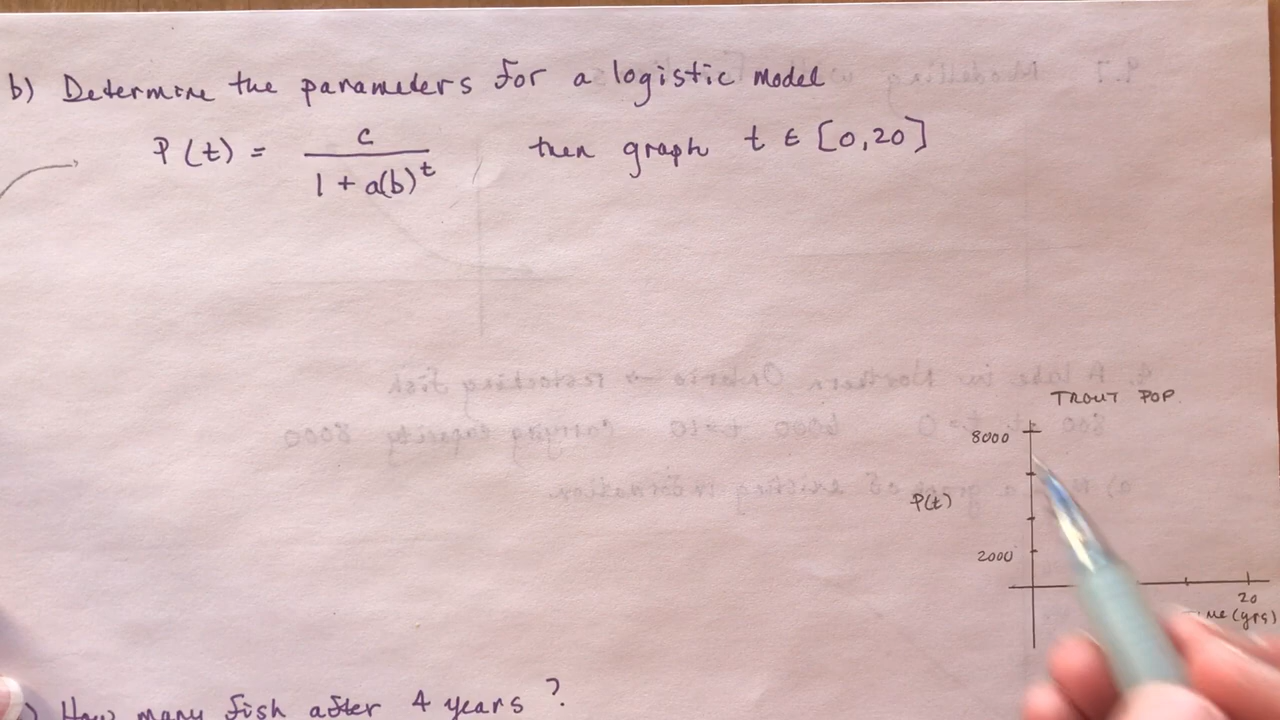 b) Determine the parameters for a logistic model
P(t) = c / 1 + a(b)^t then graph t ∈ [0,20]
TROUT POP.
8000
P(t)
2000
20
(yrs)
How many fish after 4 years?